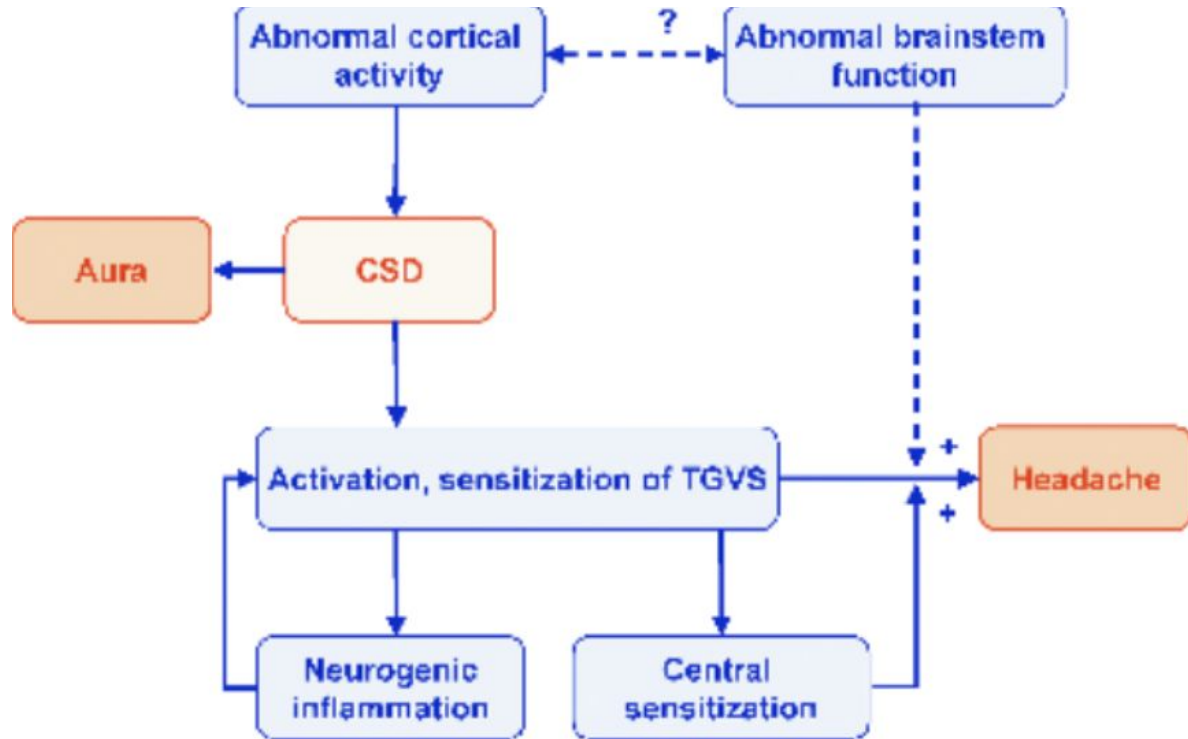 Abnormal cortical
activity
?
Abnormal brainstem
function
Aura
CSD
Activation, sensitization of TGVS
+
Headache
+
Neurogenic
inflammation
Central
sensitization